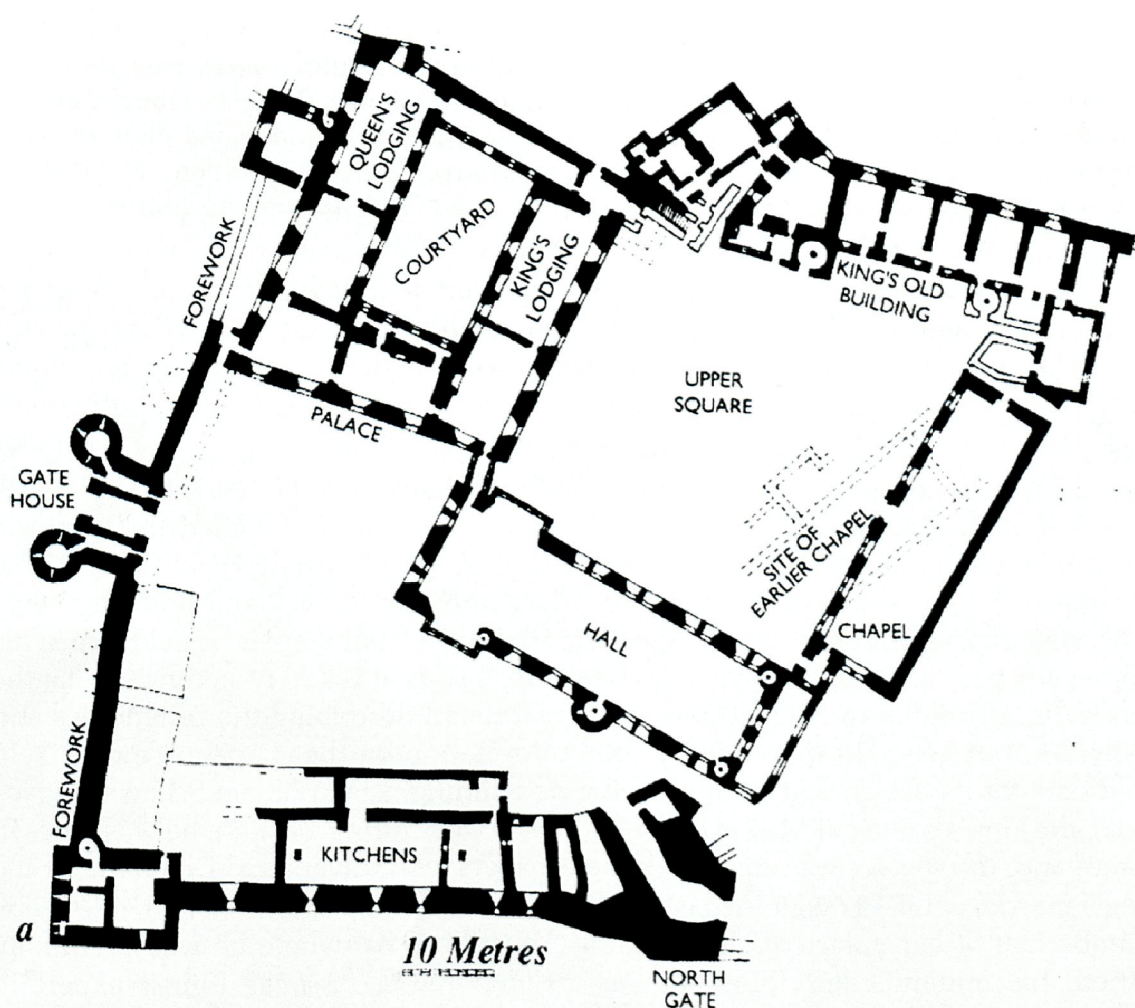 QUEEN'S
LODGING
COURTYARD
KING'S
LODGING
FOREWORK
KING'S OLD
BUILDING
UPPER
SQUARE
PALACE
GATE
HOUSE
SITE OF
EARLIER CHAPEL
CHAPEL
HALL
FOREWORK
KITCHENS
a
10 Metres
NORTH
GATE